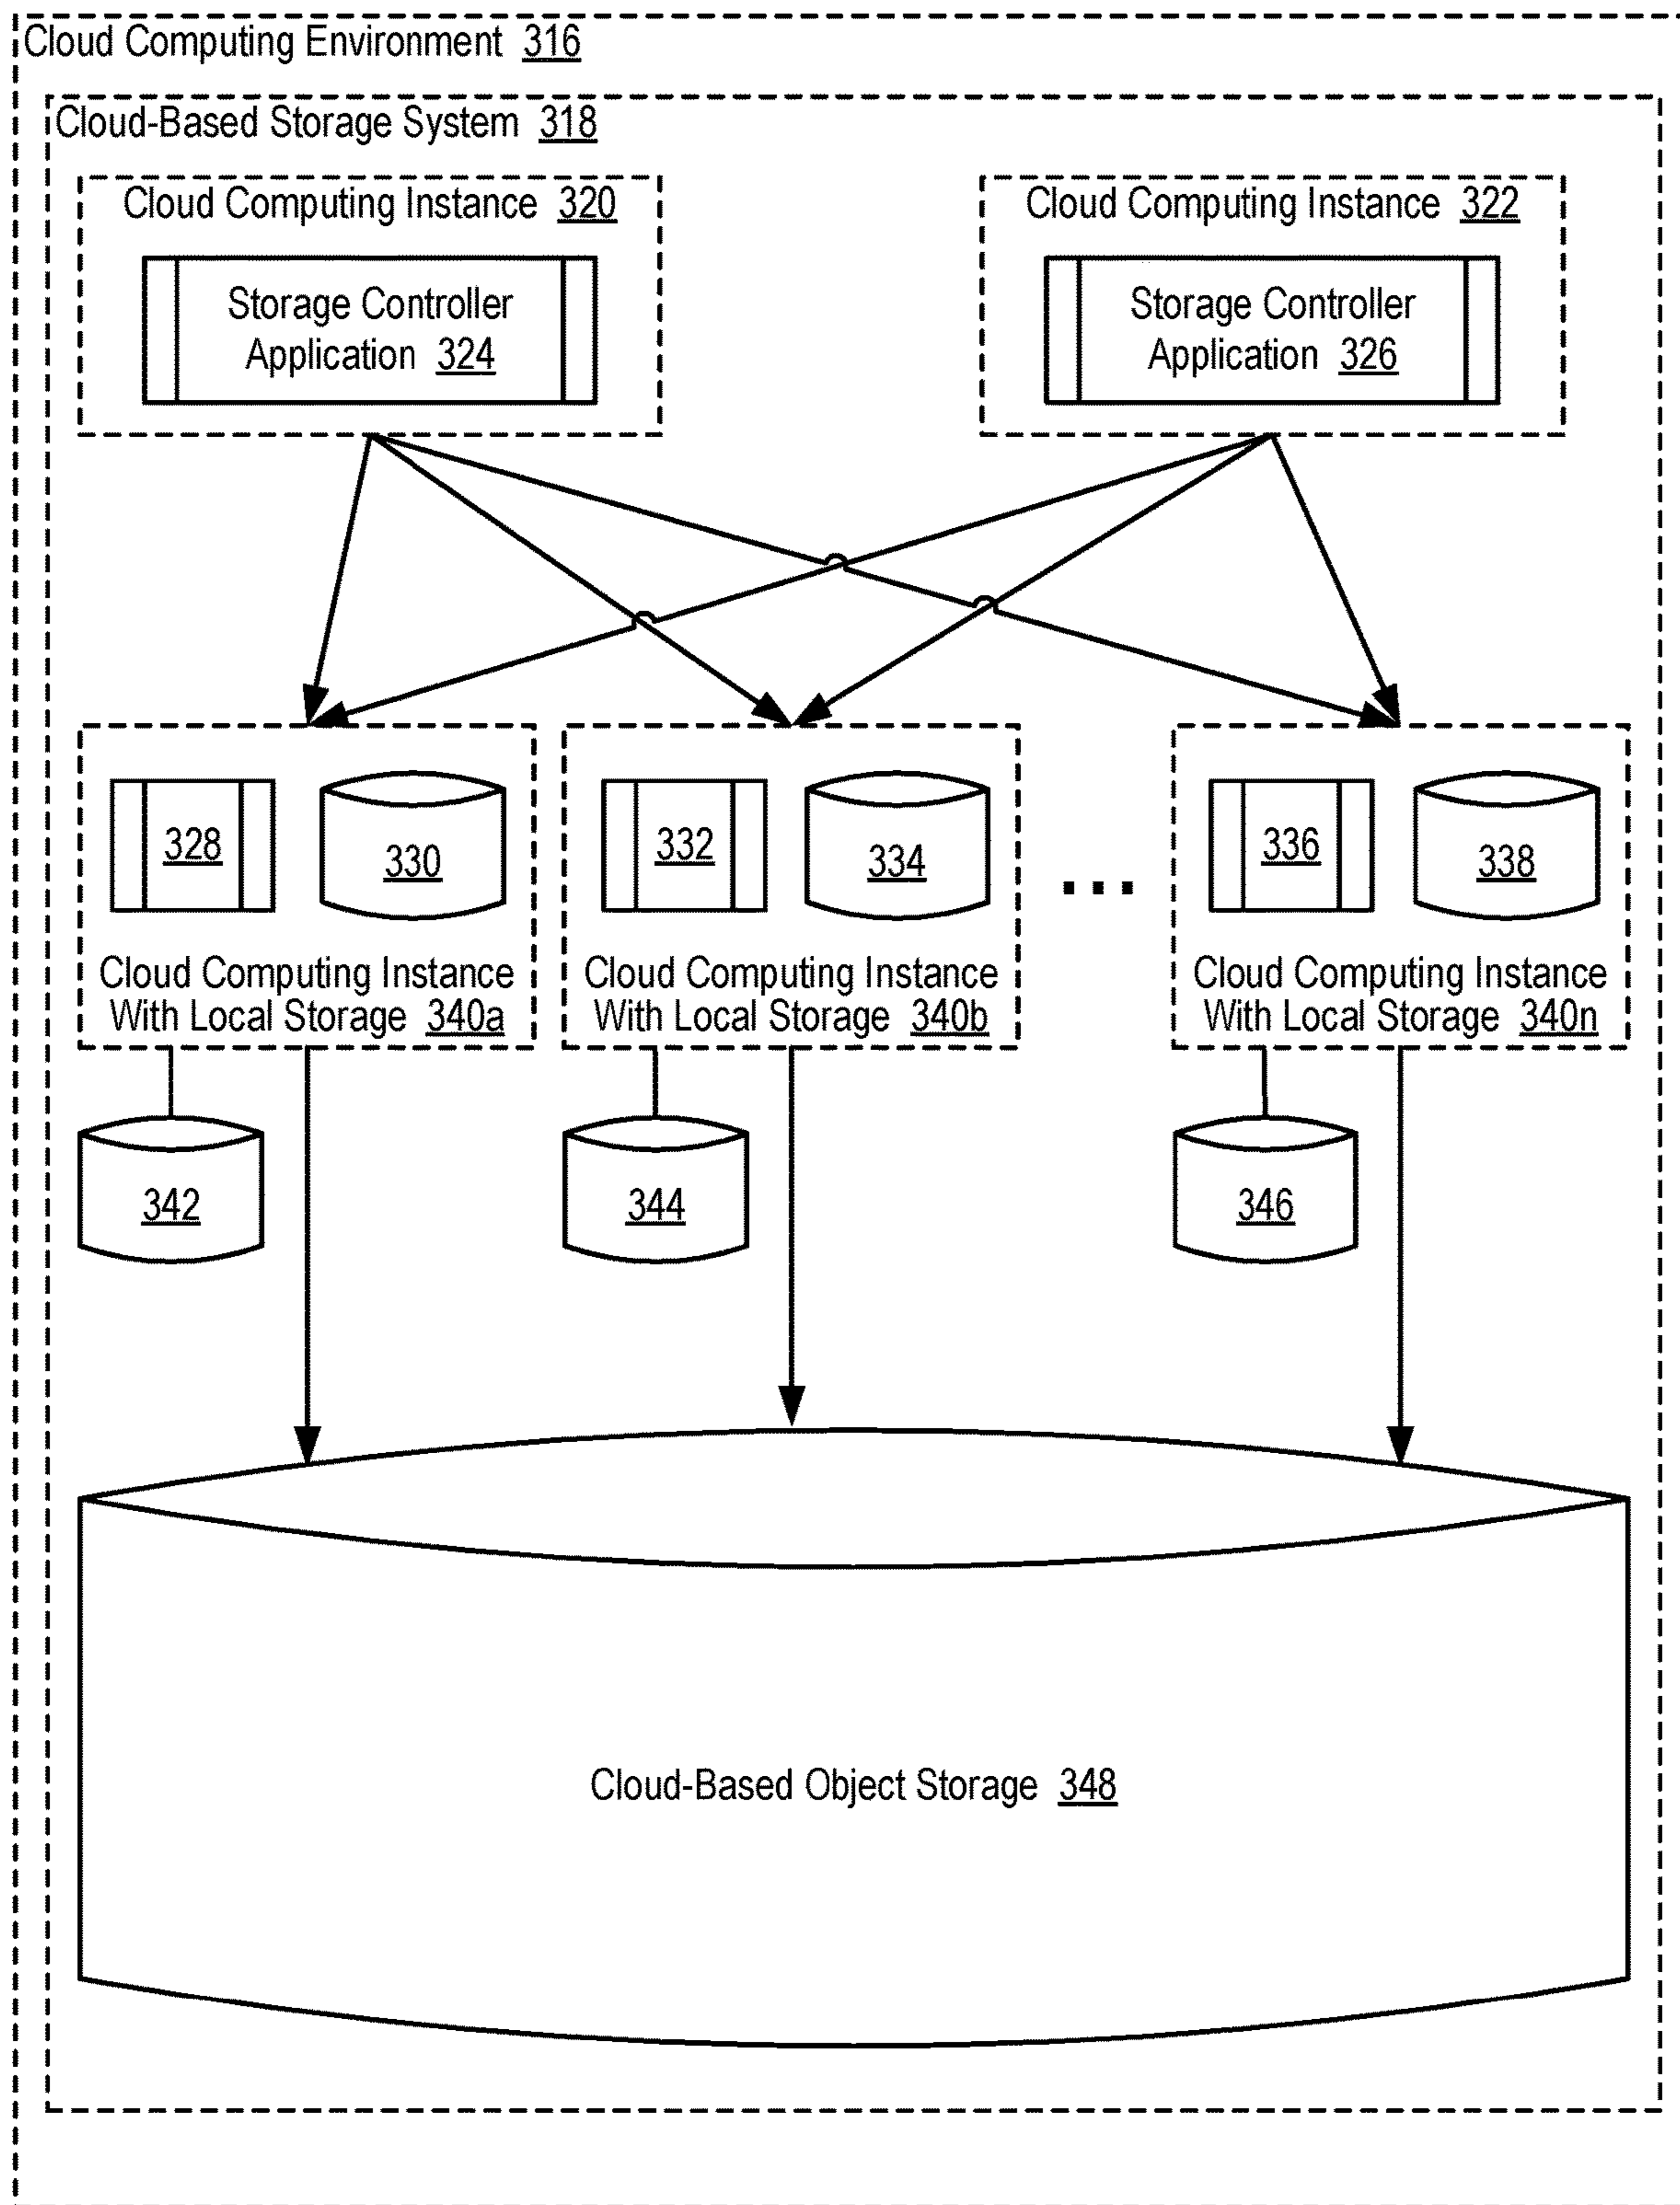 Cloud Computing Environment 316
Cloud-Based Storage System 318
Cloud Computing Instance 320
Storage Controller
Application 324
Cloud Computing Instance 322
Storage Controller
Application 326
328
330
Cloud Computing Instance
With Local Storage 340a
332
334
Cloud Computing Instance
With Local Storage 340b
...
336
338
Cloud Computing Instance
With Local Storage 340n
342
344
346
Cloud-Based Object Storage 348